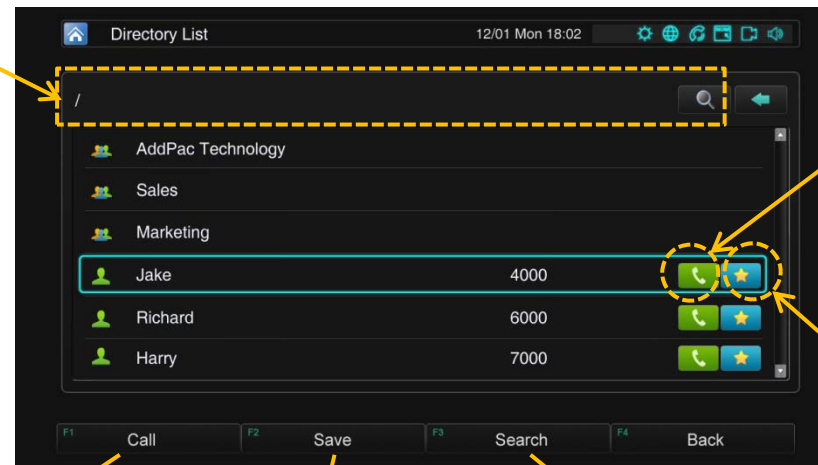 Directory List 12/01 Mon 18:02
/
AddPac Technology
Sales
Marketing
Jake 4000
Richard 6000
Harry 7000
F1 Call F2 Save F3 Search F4 Back